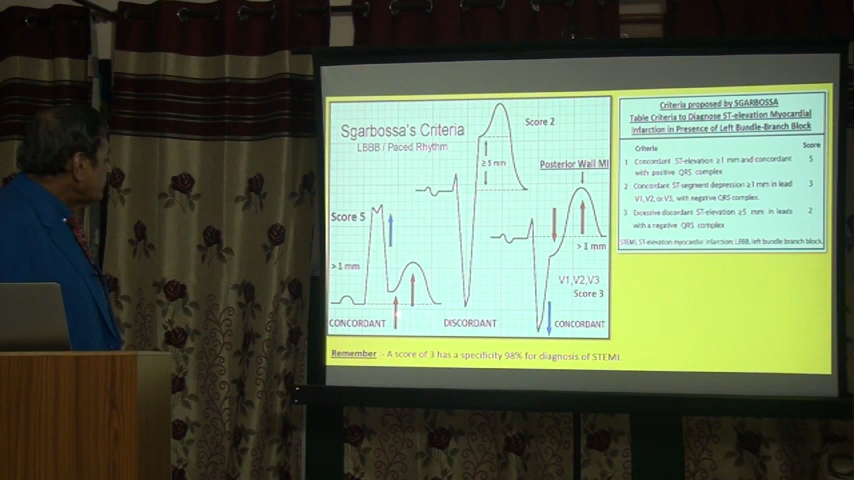 Sgarbossa's Criteria
LBBB / Paced Rhythm
Score 2
≥5 mm
Posterior Wall MI
Score 5
> 1 mm
> 1 mm
V1,V2,V3
Score 3
CONCORDANT
DISCORDANT
CONCORDANT
Criteria proposed by SGARBOSSA
Table Criteria to Diagnose ST-elevation Myocardial
Infarction in Presence of Left Bundle-Branch Block
Criteria Score
1 Concordant ST-elevation ≥1 mm and concordant 5
with positive QRS complex
2 Concordant ST-segment depression ≥1 mm in lead 3
V1, V2, or V3, with negative QRS complex.
3 Excessive discordant ST-elevation ≥5 mm in leads 2
with a negative QRS complex
STEMI, ST-elevation myocardial infarction; LBBB, left bundle branch block.
Remember :- A score of 3 has a specificity 98% for diagnosis of STEMI.